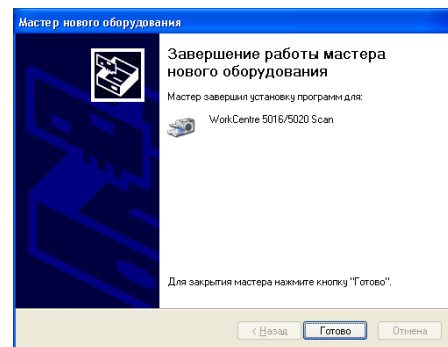 Мастер нового оборудования
Завершение работы мастера
нового оборудования
Мастер завершил установку программ для:
WorkCentre 5016/5020 Scan
Для закрытия мастера нажмите кнопку "Готово".
< Назад Готово Отмена